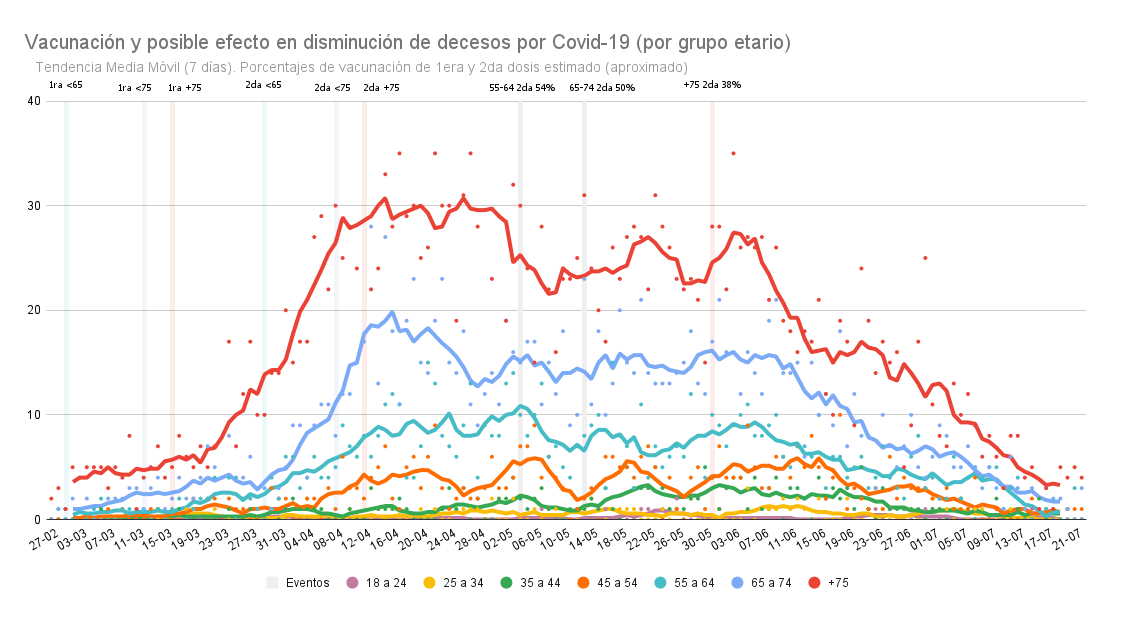 Vacunación y posible efecto en disminución de decesos por Covid-19 (por grupo etario)
Tendencia Media Móvil (7 días). Porcentajes de vacunación de 1era y 2da dosis estimado (aproximado)
1ra <65 1ra <75 1ra +75 2da <65 2da <75 2da +75 55-64 2da 54% 65-74 2da 50% +75 2da 38%
40
30
20
10
0
27-02 03-03 07-03 11-03 15-03 19-03 23-03 27-03 31-03 04-04 08-04 12-04 16-04 20-04 24-04 28-04 02-05 06-05 10-05 14-05 18-05 22-05 26-05 30-05 03-06 07-06 11-06 15-06 19-06 23-06 27-06 01-07 05-07 09-07 13-07 17-07 21-07
Eventos 18 a 24 25 a 34 35 a 44 45 a 54 55 a 64 65 a 74 +75